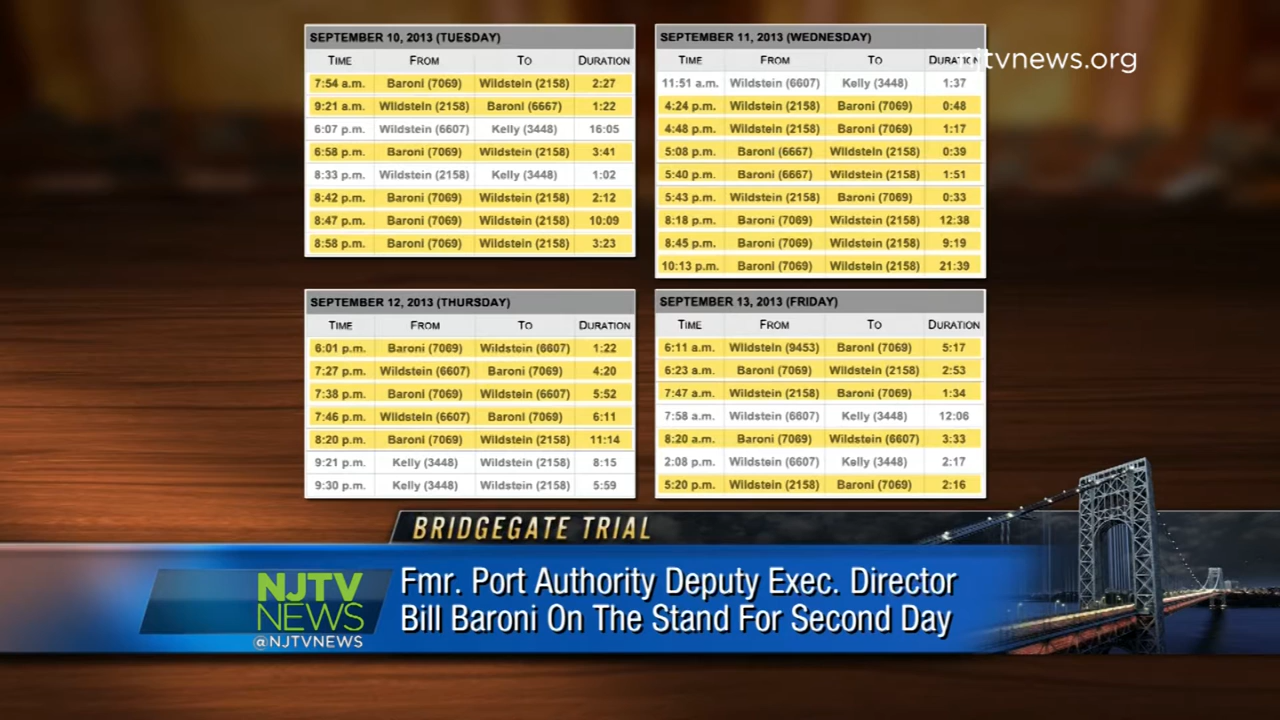 njtvnews.org
SEPTEMBER 10, 2013 (TUESDAY)
TIME FROM TO DURATION
7:54 a.m. Baroni (7069) Wildstein (2158) 2:27
9:21 a.m. Wildstein (2158) Baroni (6667) 1:22
6:07 p.m. Wildstein (6607) Kelly (3448) 16:05
6:58 p.m. Baroni (7069) Wildstein (2158) 3:41
8:33 p.m. Wildstein (2158) Kelly (3448) 1:02
8:42 p.m. Baroni (7069) Wildstein (2158) 2:12
8:47 p.m. Baroni (7069) Wildstein (2158) 10:09
8:58 p.m. Baroni (7069) Wildstein (2158) 3:23
SEPTEMBER 11, 2013 (WEDNESDAY)
TIME FROM TO DURATION
11:51 a.m. Wildstein (6607) Kelly (3448) 1:37
4:24 p.m. Wildstein (2158) Baroni (7069) 0:48
4:48 p.m. Wildstein (2158) Baroni (7069) 1:17
5:08 p.m. Baroni (6667) Wildstein (2158) 0:39
5:40 p.m. Baroni (6667) Wildstein (2158) 1:51
5:43 p.m. Baroni (7069) Wildstein (2158) 0:33
8:18 p.m. Baroni (7069) Wildstein (2158) 12:38
8:45 p.m. Baroni (7069) Wildstein (2158) 9:19
10:13 p.m. Baroni (7069) Wildstein (2158) 21:39
SEPTEMBER 12, 2013 (THURSDAY)
TIME FROM TO DURATION
6:01 p.m. Baroni (7069) Wildstein (6607) 1:22
7:27 p.m. Wildstein (6607) Baroni (7069) 4:20
7:38 p.m. Baroni (7069) Wildstein (6607) 5:52
7:46 p.m. Wildstein (6607) Baroni (7069) 6:11
8:20 p.m. Baroni (7069) Wildstein (2158) 11:14
9:21 p.m. Kelly (3448) Wildstein (2158) 8:15
9:30 p.m. Kelly (3448) Wildstein (2158) 5:59
SEPTEMBER 13, 2013 (FRIDAY)
TIME FROM TO DURATION
6:11 a.m. Wildstein (9453) Baroni (7069) 5:17
6:23 a.m. Baroni (7069) Wildstein (2158) 2:53
7:47 a.m. Wildstein (2158) Baroni (7069) 1:34
7:58 a.m. Wildstein (6607) Kelly (3448) 12:06
8:20 a.m. Baroni (7069) Wildstein (6607) 3:33
2:08 p.m. Wildstein (6607) Kelly (3448) 2:17
5:20 p.m. Wildstein (2158) Baroni (7069) 2:16
BRIDGEGATE TRIAL
NJTV
NEWS
@NJTVNEWS
Fmr. Port Authority Deputy Exec. Director
Bill Baroni On The Stand For Second Day